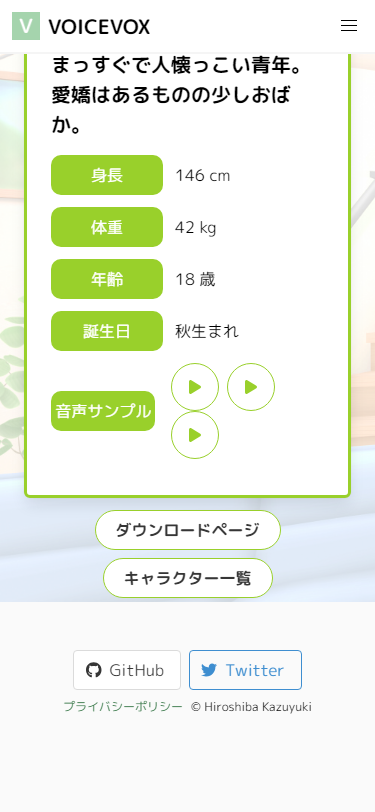 V VOICEVOX
まっすぐで人懐っこい青年。
愛嬌はあるものの少しおば
か。
身長 146 cm
体重 42 kg
年齢 18 歳
誕生日 秋生まれ
音声サンプル
ダウンロードページ
キャラクター一覧
GitHub Twitter
プライバシーポリシー © Hiroshiba Kazuyuki